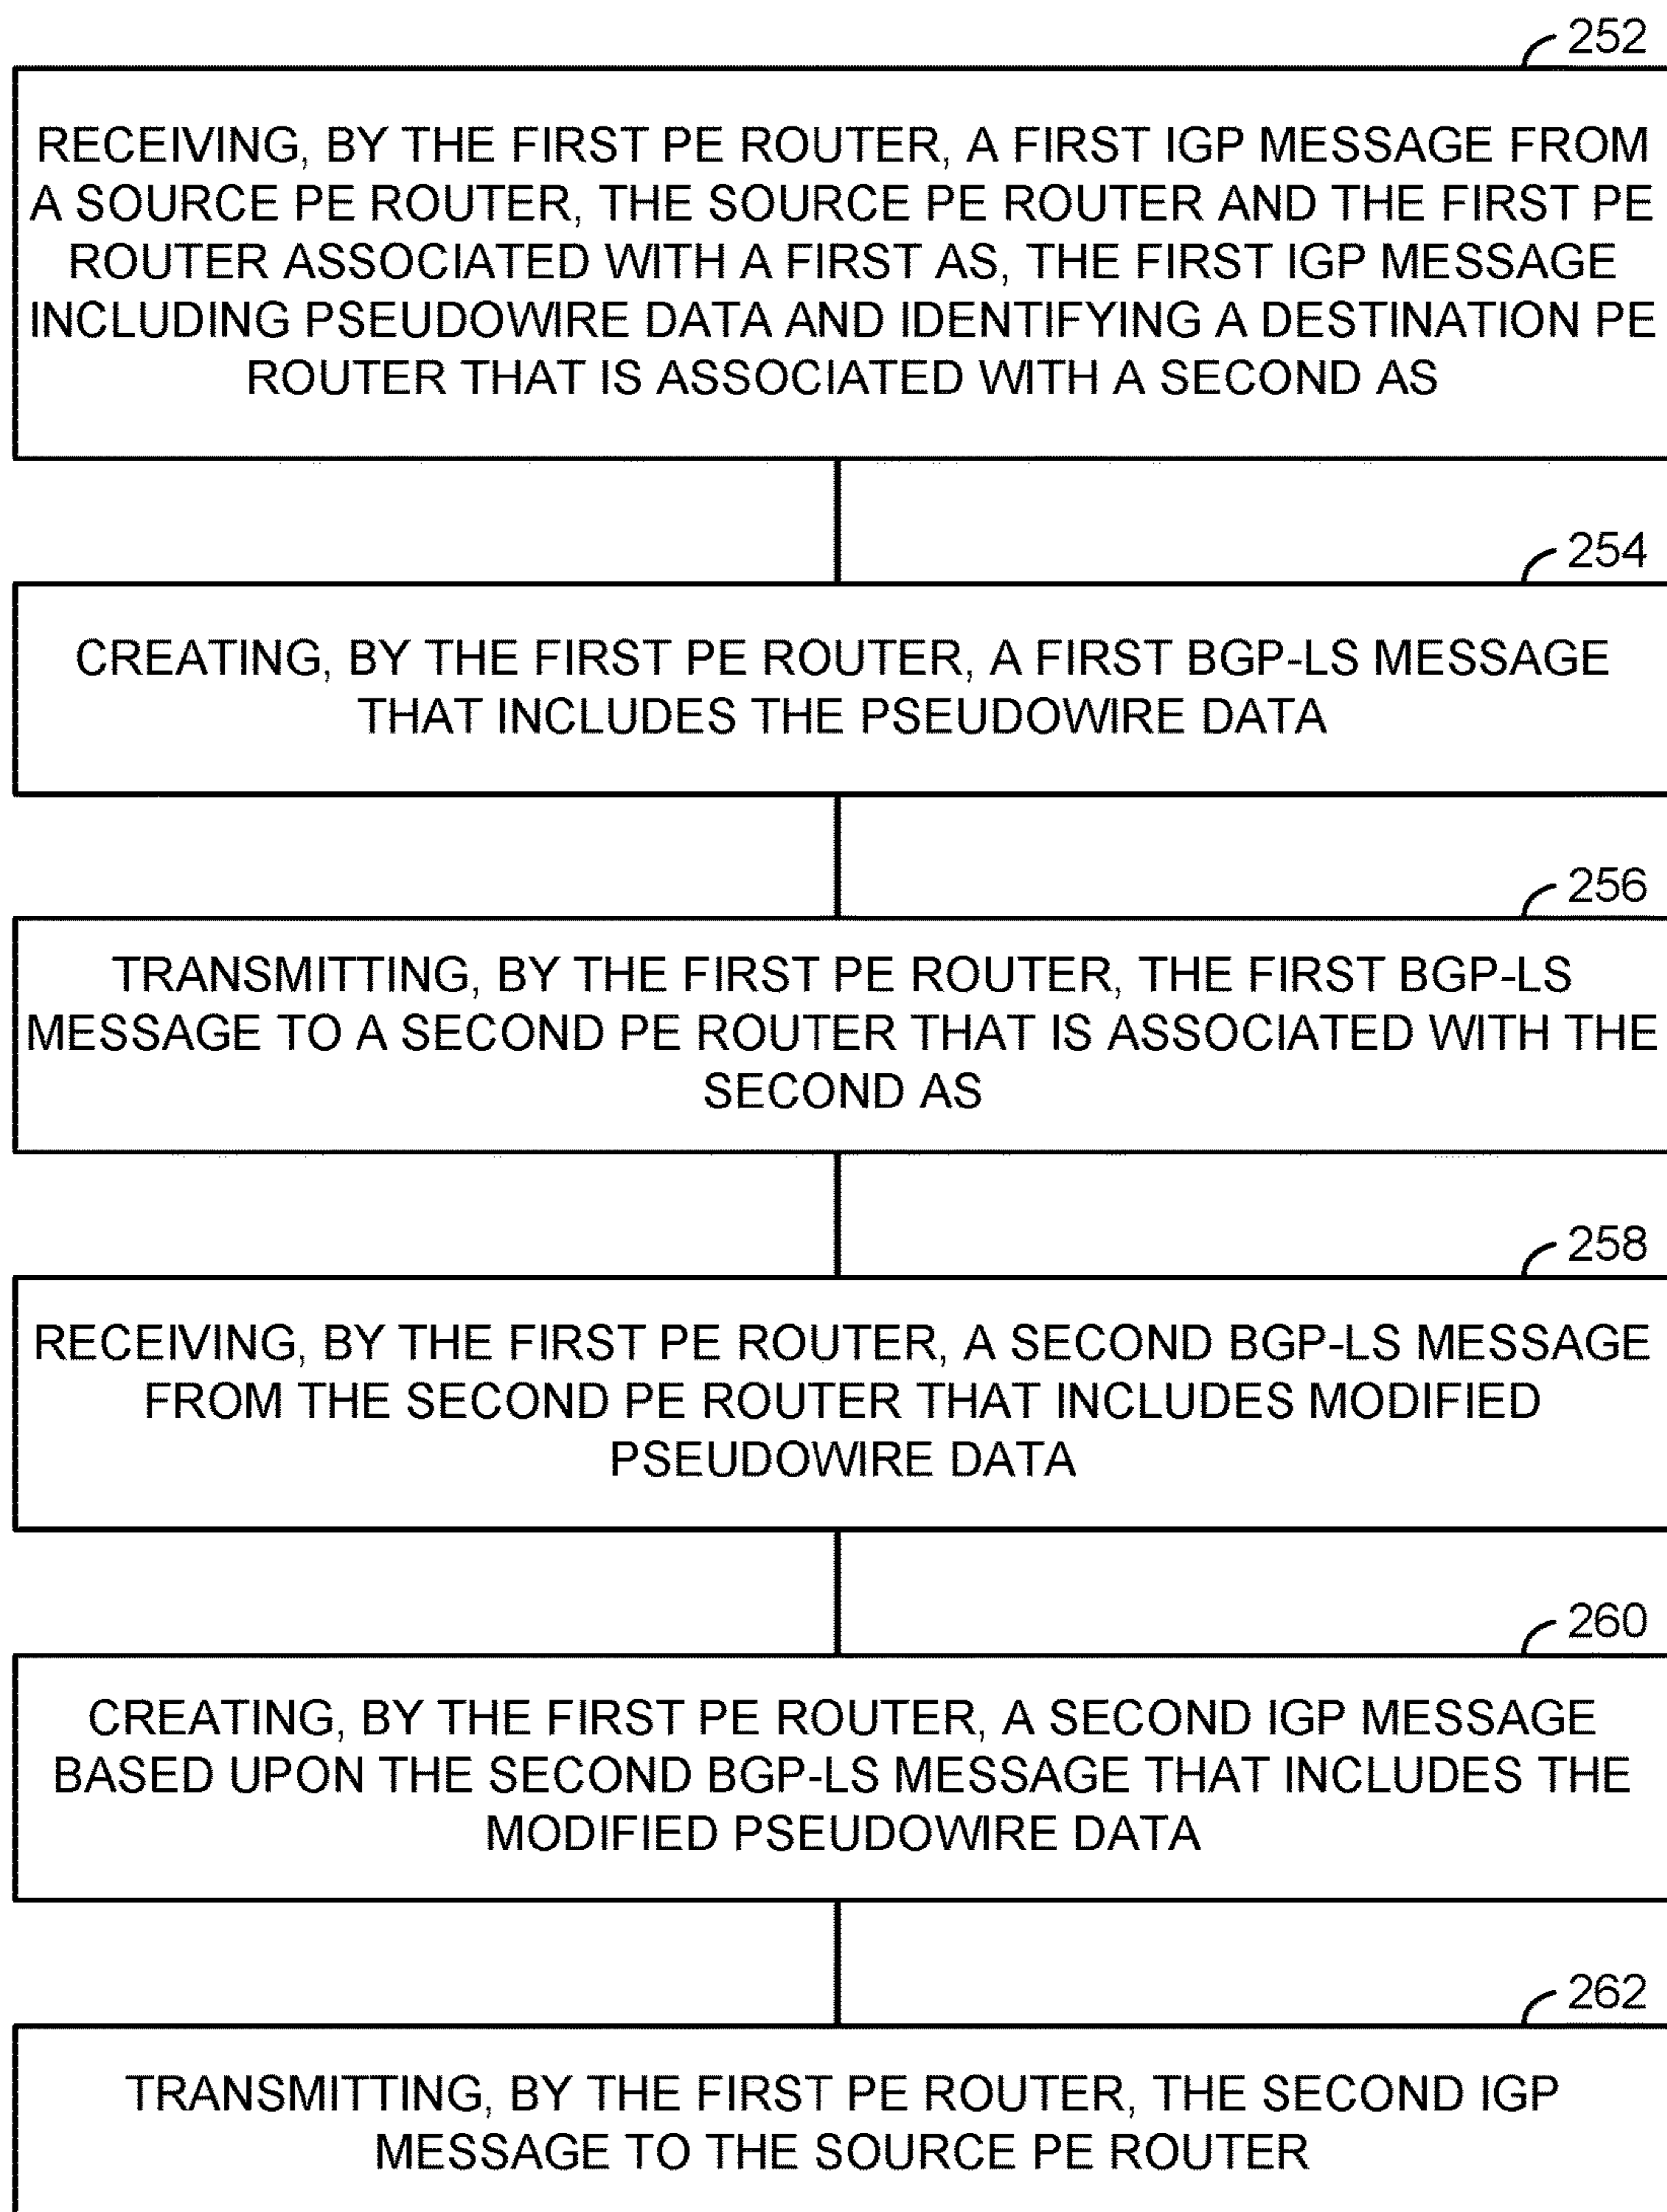 252
RECEIVING, BY THE FIRST PE ROUTER, A FIRST IGP MESSAGE FROM
A SOURCE PE ROUTER, THE SOURCE PE ROUTER AND THE FIRST PE
ROUTER ASSOCIATED WITH A FIRST AS, THE FIRST IGP MESSAGE
INCLUDING PSEUDOWIRE DATA AND IDENTIFYING A DESTINATION PE
ROUTER THAT IS ASSOCIATED WITH A SECOND AS
254
CREATING, BY THE FIRST PE ROUTER, A FIRST BGP-LS MESSAGE
THAT INCLUDES THE PSEUDOWIRE DATA
256
TRANSMITTING, BY THE FIRST PE ROUTER, THE FIRST BGP-LS
MESSAGE TO A SECOND PE ROUTER THAT IS ASSOCIATED WITH THE
SECOND AS
258
RECEIVING, BY THE FIRST PE ROUTER, A SECOND BGP-LS MESSAGE
FROM THE SECOND PE ROUTER THAT INCLUDES MODIFIED
PSEUDOWIRE DATA
260
CREATING, BY THE FIRST PE ROUTER, A SECOND IGP MESSAGE
BASED UPON THE SECOND BGP-LS MESSAGE THAT INCLUDES THE
MODIFIED PSEUDOWIRE DATA
262
TRANSMITTING, BY THE FIRST PE ROUTER, THE SECOND IGP
MESSAGE TO THE SOURCE PE ROUTER